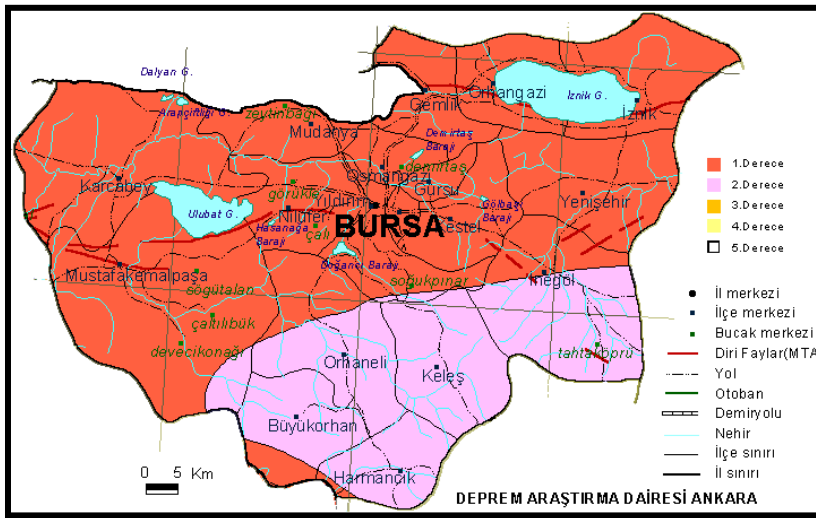 Dalyan G.
Arapçiftliği G.
zeytinbağı
Mudanya
Gemlik
Orhangazi
İznik G.
İznik
Demirtaş
Barajı
demirtaş
Osmangazi
Gürsu
Karcabey
görükle
Yıldırım
Nilüfer
Ulubat G.
Hasanağa
Barajı
çalı
BURSA
Kestel
Gölbaşı
Barajı
Yenişehir
Mustafakemalpaşa
Doğancı Barajı
söğütalan
soğukpınar
İnegöl
çakılıbük
devecikonağı
tahtaköprü
Orhaneli
Keleş
Büyükorhan
Harmancık
0 5 Km
1.Derece
2.Derece
3.Derece
4.Derece
5.Derece
İl merkezi
İlçe merkezi
Bucak merkezi
Diri Faylar(MTA
Yol
Otoban
Demiryolu
Nehir
İlçe sınırı
İl sınırı
DEPREM ARAŞTIRMA DAİRESİ ANKARA